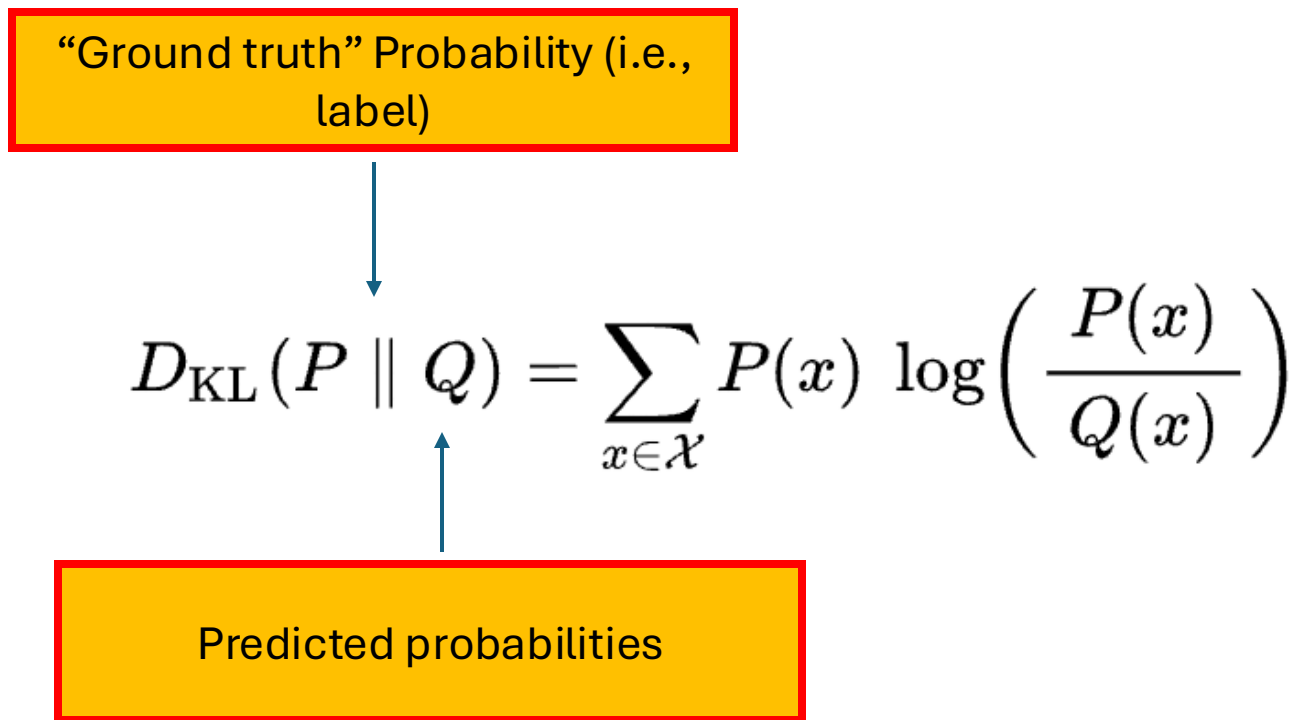 “Ground truth” Probability (i.e.,
label)
D_KL(P ∥ Q) = ∑_{x∈𝒳} P(x) log(P(x)/Q(x))
Predicted probabilities